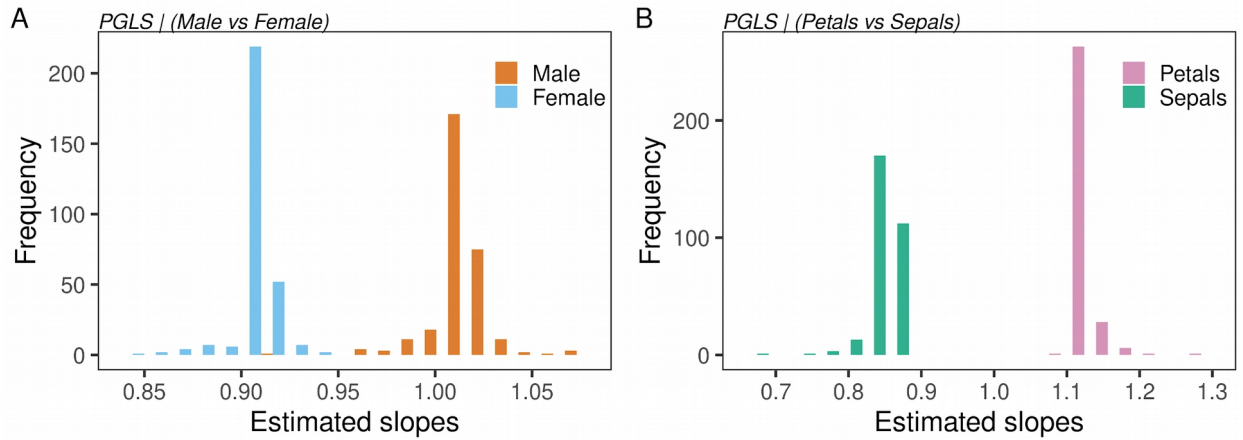 A
PGLS | (Male vs Female)
Frequency
200
150
100
50
0
Male
Female
0.85 0.90 0.95 1.00 1.05
Estimated slopes
B
PGLS | (Petals vs Sepals)
Frequency
200
100
0
Petals
Sepals
0.7 0.8 0.9 1.0 1.1 1.2 1.3
Estimated slopes